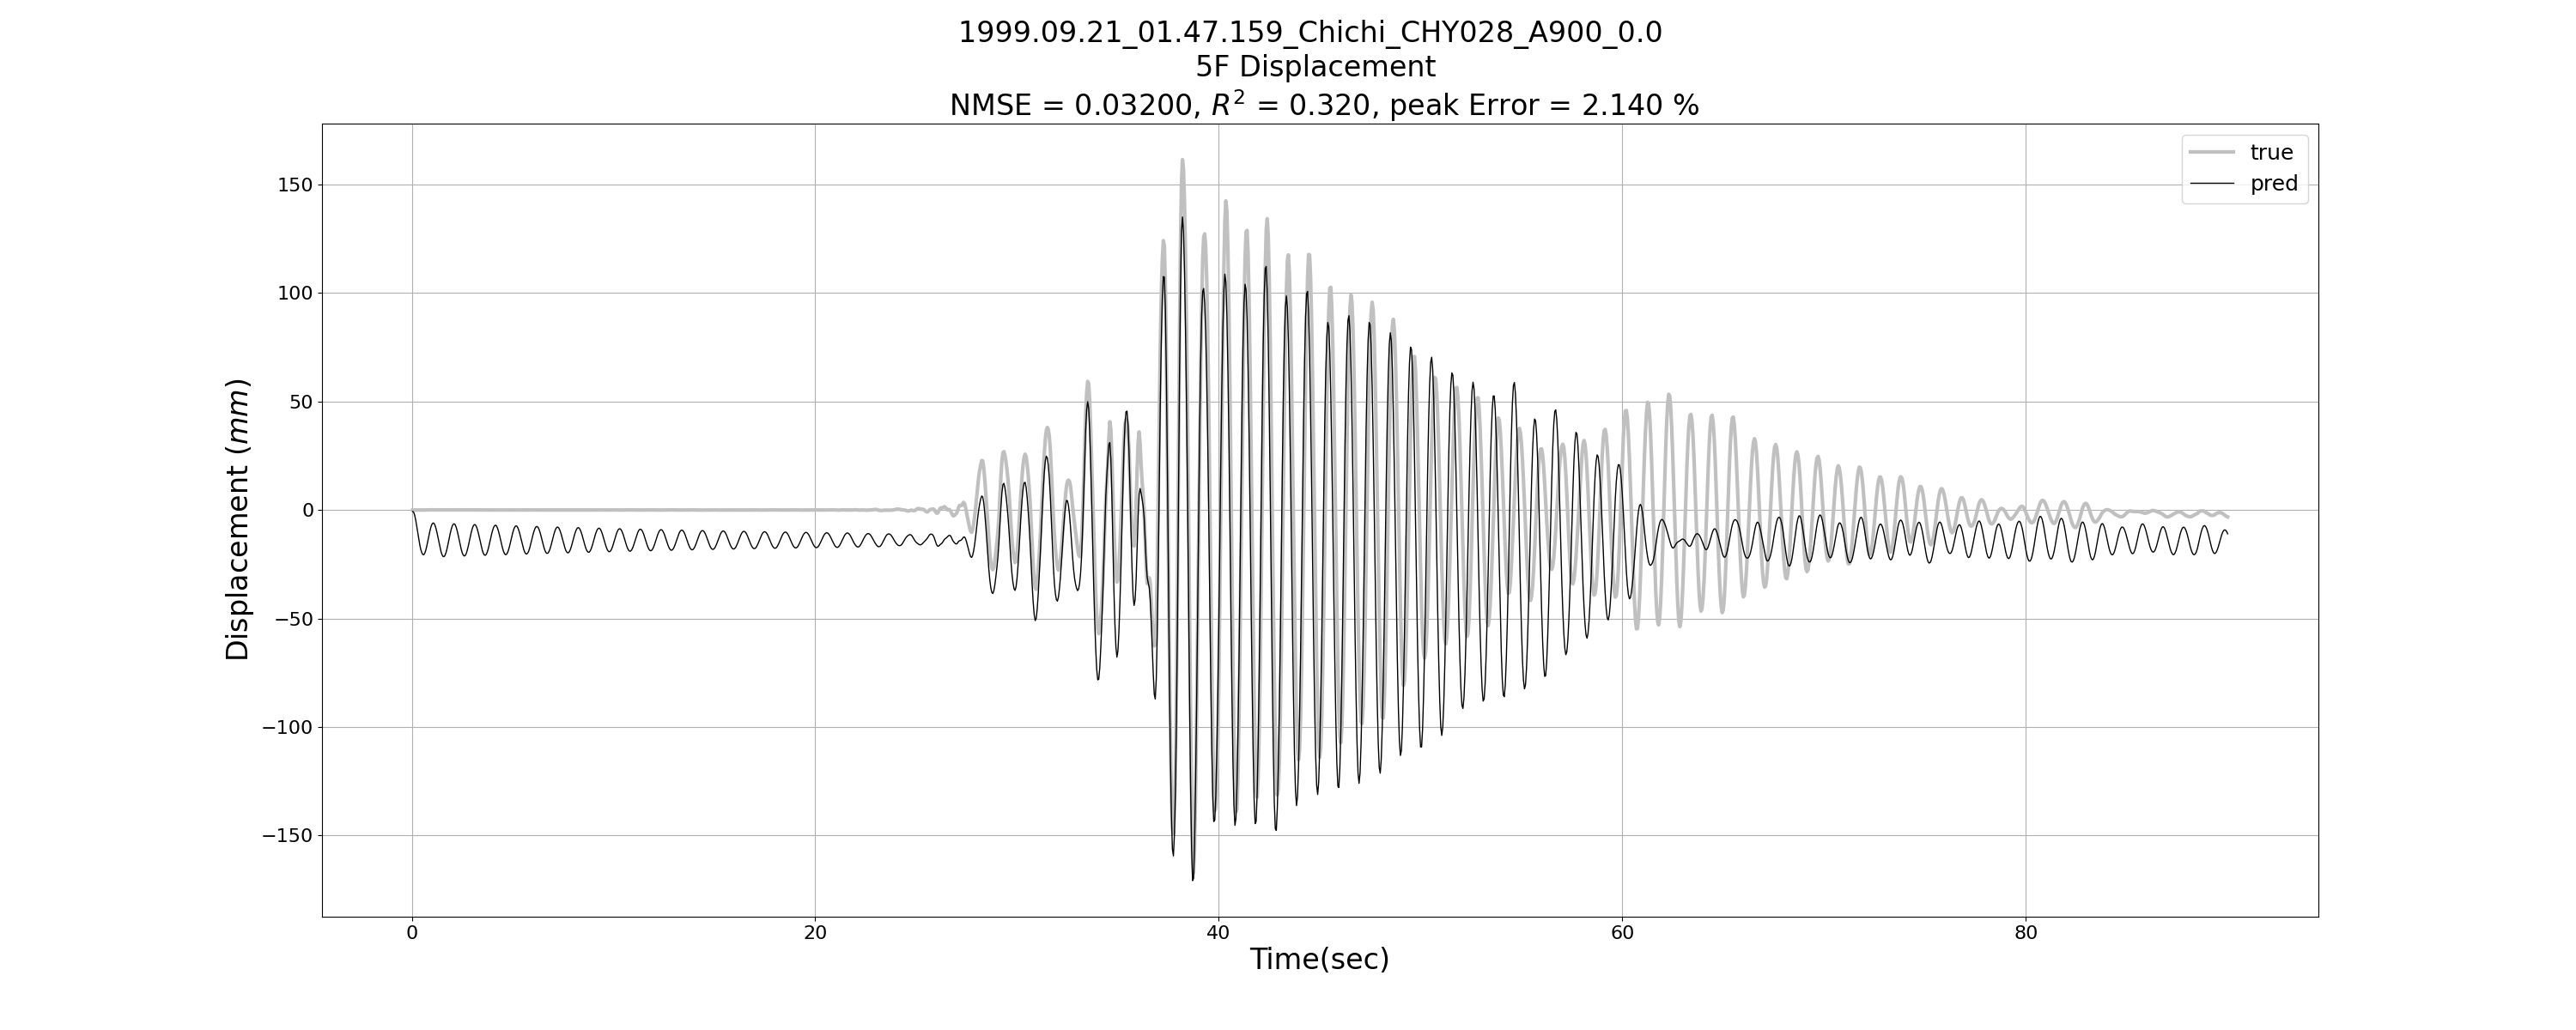 1999.09.21_01.47.159_Chichi_CHY028_A900_0.0
5F Displacement
NMSE = 0.03200, R² = 0.320, peak Error = 2.140 %
true
pred
Displacement (mm)
150
100
50
0
−50
−100
−150
0 20 40 60 80
Time(sec)